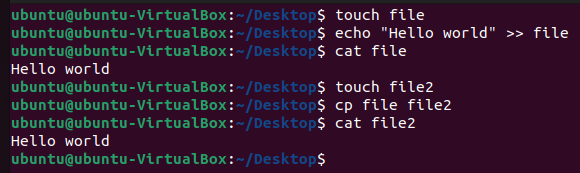 ubuntu@ubuntu-VirtualBox:~/Desktop$ touch file
ubuntu@ubuntu-VirtualBox:~/Desktop$ echo "Hello world" >> file
ubuntu@ubuntu-VirtualBox:~/Desktop$ cat file
Hello world
ubuntu@ubuntu-VirtualBox:~/Desktop$ touch file2
ubuntu@ubuntu-VirtualBox:~/Desktop$ cp file file2
ubuntu@ubuntu-VirtualBox:~/Desktop$ cat file2
Hello world
ubuntu@ubuntu-VirtualBox:~/Desktop$